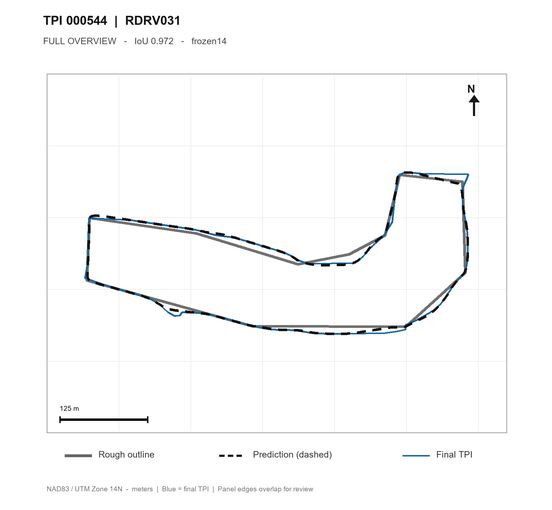 TPI 000544 | RDRV031
FULL OVERVIEW - IoU 0.972 - frozen14
N
125 m
Rough outline
Prediction (dashed)
Final TPI
NAD83 / UTM Zone 14N - meters | Blue = final TPI | Panel edges overlap for review